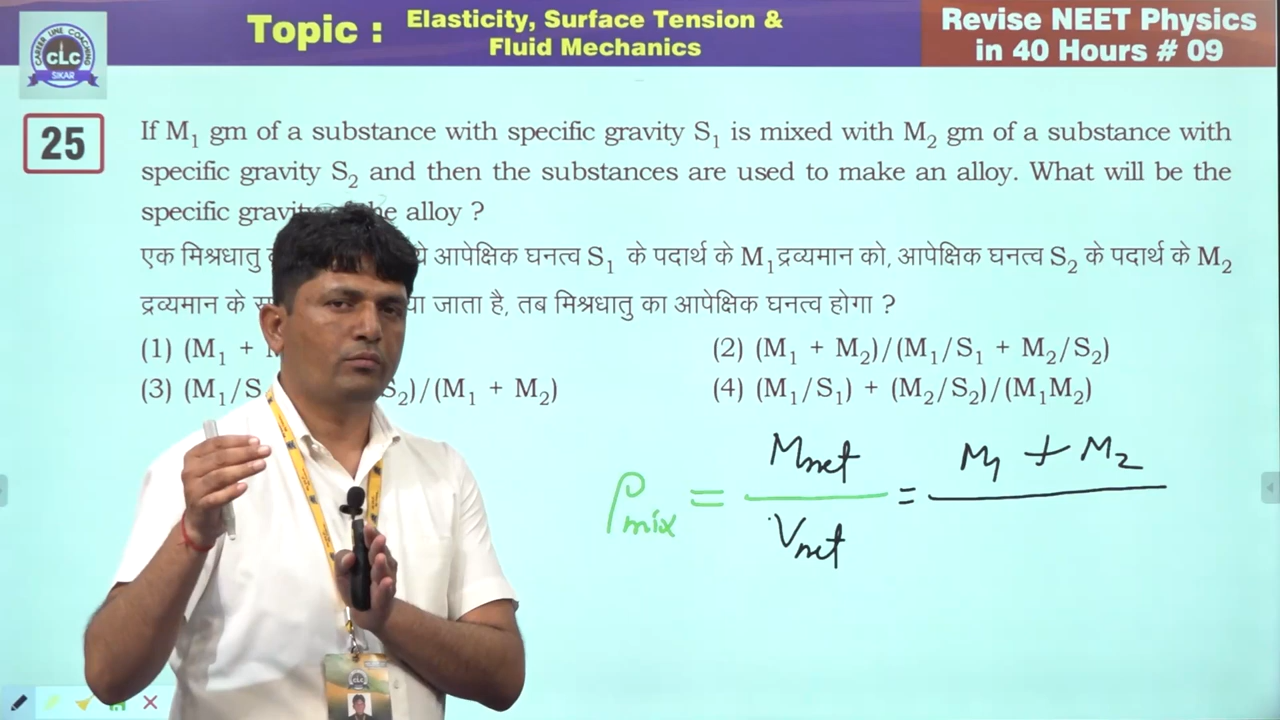 Topic : Elasticity, Surface Tension &
Fluid Mechanics
Revise NEET Physics
in 40 Hours # 09
CAREER LINE COACHING
CLC
SIKAR
25
If M₁ gm of a substance with specific gravity S₁ is mixed with M₂ gm of a substance with
specific gravity S₂ and then the substances are used to make an alloy. What will be the
specific gravity the alloy ?
एक मिश्रधातु आपेक्षिक घनत्व S₁ के पदार्थ के M₁ द्रव्यमान को, आपेक्षिक घनत्व S₂ के पदार्थ के M₂
द्रव्यमान के जाता है, तब मिश्रधातु का आपेक्षिक घनत्व होगा ?
(1) (M₁ +
(2) (M₁ + M₂)/(M₁/S₁ + M₂/S₂)
(3) (M₁/S S₂)/(M₁ + M₂)
(4) (M₁/S₁) + (M₂/S₂)/(M₁M₂)
ρmix = Mnet / Vnet = M₁ + M₂